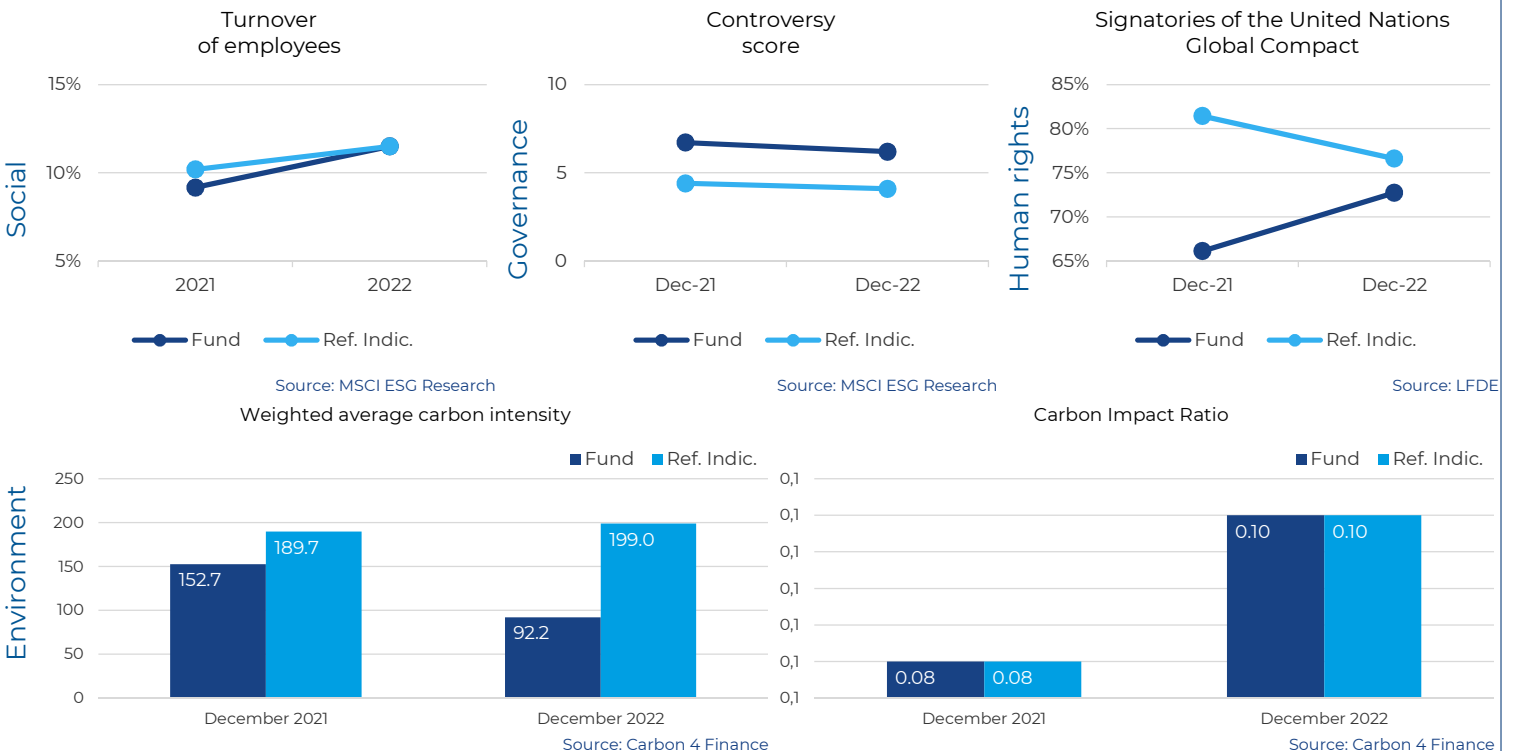 Turnover
of employees
Social
15%
10%
5%
2021
2022
Fund
Ref. Indic.
Source: MSCI ESG Research
Controversy
score
Governance
10
5
0
Dec-21
Dec-22
Fund
Ref. Indic.
Source: MSCI ESG Research
Signatories of the United Nations
Global Compact
Human rights
85%
80%
75%
70%
65%
Dec-21
Dec-22
Fund
Ref. Indic.
Source: LFDE
Environment
Weighted average carbon intensity
Fund
Ref. Indic.
250
200
150
100
50
0
152.7
189.7
92.2
199.0
December 2021
December 2022
Source: Carbon 4 Finance
Carbon Impact Ratio
Fund
Ref. Indic.
0,1
0,1
0,1
0,1
0,1
0,1
0,1
0.08
0.08
0.10
0.10
December 2021
December 2022
Source: Carbon 4 Finance